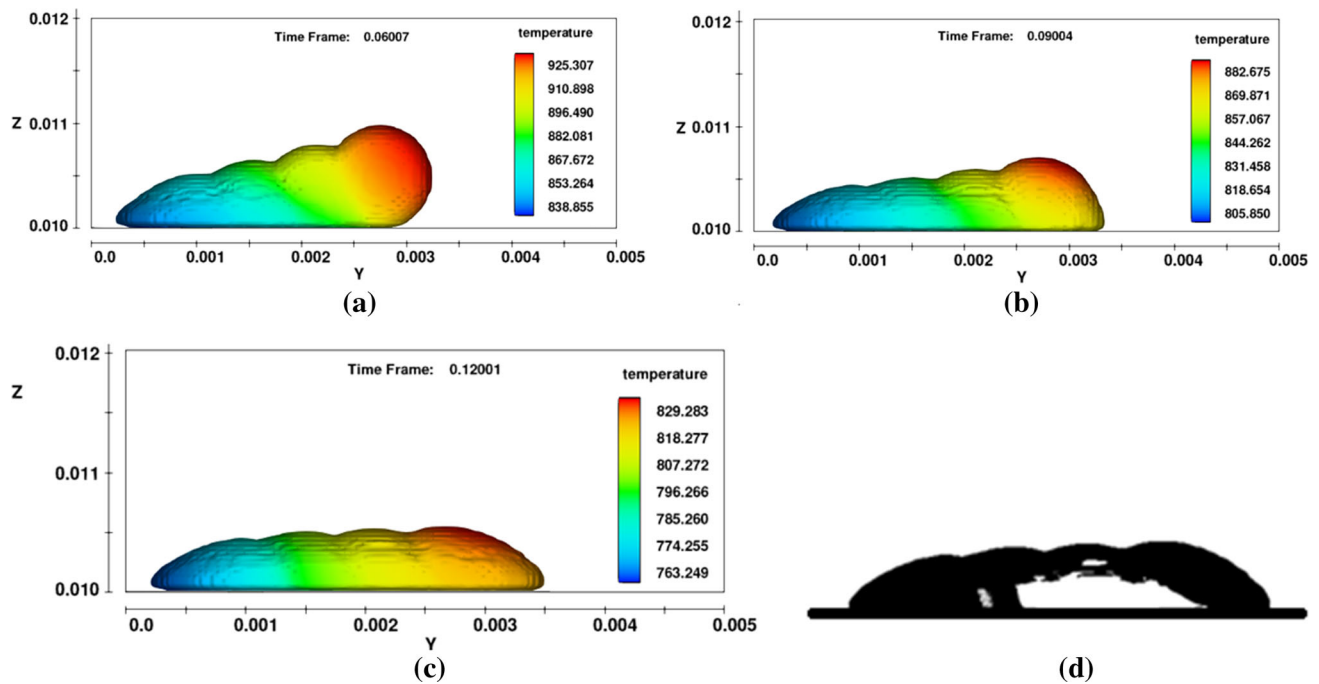 0.012
Time Frame: 0.06007
temperature
925.307
910.898
896.490
882.081
867.672
853.264
838.855
Z 0.011
0.010
0.0 0.001 0.002 0.003 0.004 0.005
Y
(a)
0.012
Time Frame: 0.09004
temperature
882.675
869.871
857.067
844.262
831.458
818.654
805.850
Z 0.011
0.010
0.0 0.001 0.002 0.003 0.004 0.005
Y
(b)
0.012
Time Frame: 0.12001
temperature
829.283
818.277
807.272
796.266
785.260
774.255
763.249
Z
0.011
0.010
0.0 0.001 0.002 0.003 0.004 0.005
Y
(c)
(d)